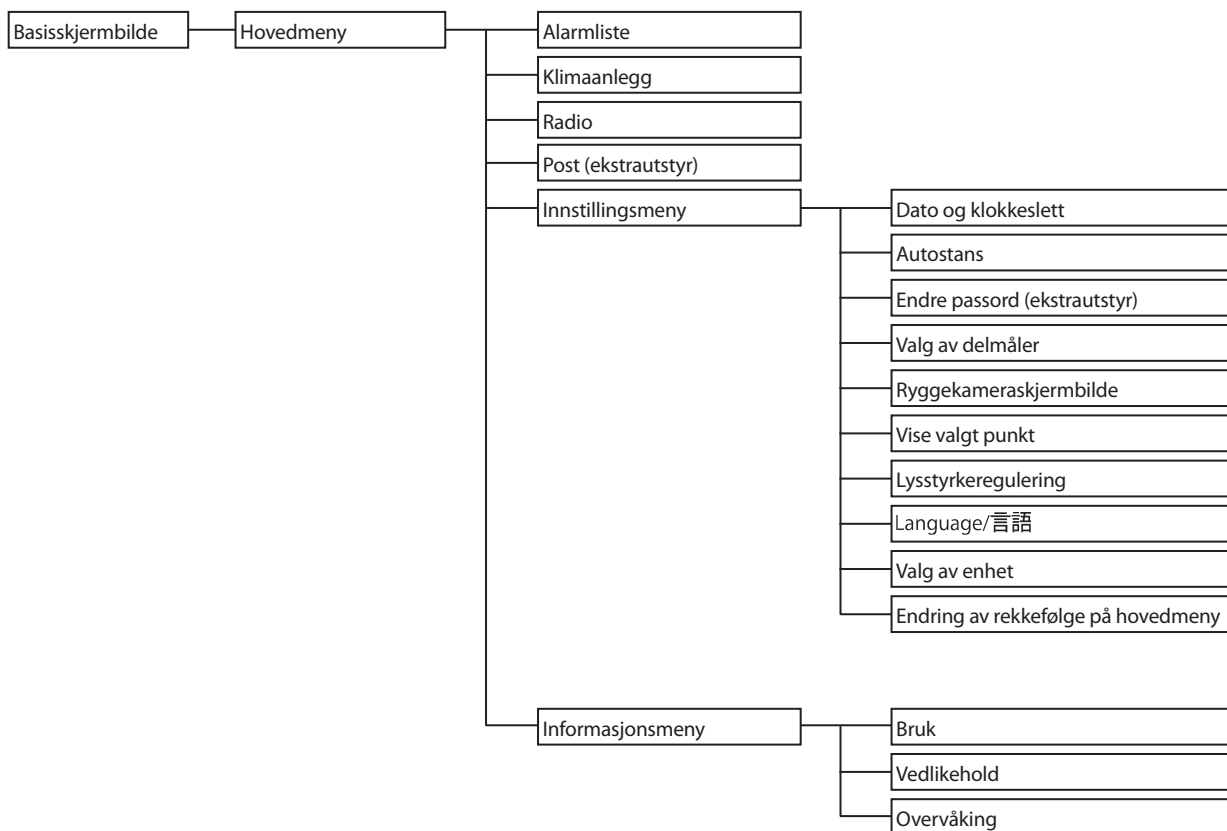 Basisskjermbilde
Hovedmeny
Alarmliste
Klimaanlegg
Radio
Post (ekstrautstyr)
Innstillingsmeny
Dato og klokkeslett
Autostans
Endre passord (ekstrautstyr)
Valg av delmåler
Ryggekameraskjermbilde
Vise valgt punkt
Lysstyrkeregulering
Language/言語
Valg av enhet
Endring av rekkefølge på hovedmeny
Informasjonsmeny
Bruk
Vedlikehold
Overvåking